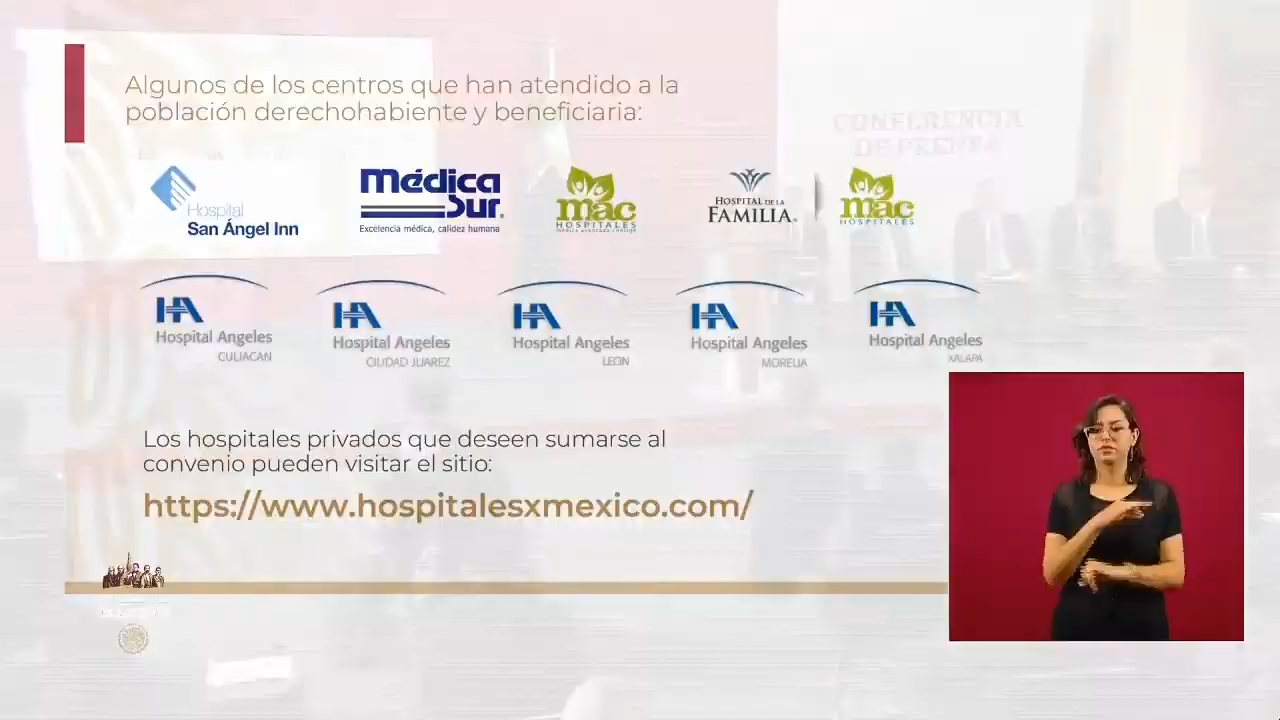 Algunos de los centros que han atendido a la
población derechohabiente y beneficiaria:
CONFERENCIA
DE PRENSA
Hospital
San Ángel Inn
Médica
Sur
Excelencia médica, calidez humana
mac
HOSPITALES
HOSPITAL DE LA
FAMILIA
mac
HOSPITALES
HA
Hospital Angeles
CULIACAN
HA
Hospital Angeles
CIUDAD JUAREZ
HA
Hospital Angeles
LEON
HA
Hospital Angeles
MORELIA
HA
Hospital Angeles
XALAPA
Los hospitales privados que deseen sumarse al
convenio pueden visitar el sitio:
https://www.hospitalesxmexico.com/